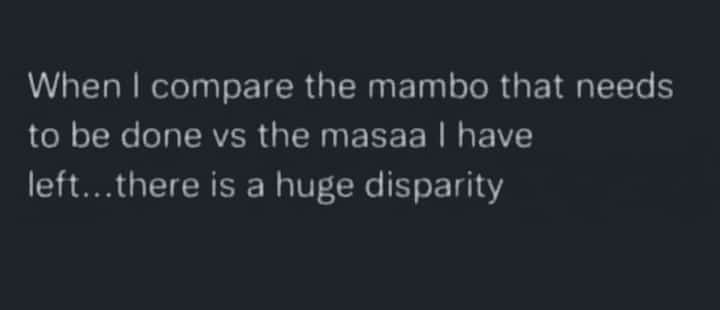 When I compare the mambo that needs
to be done vs the masaa I have
left...there is a huge disparity